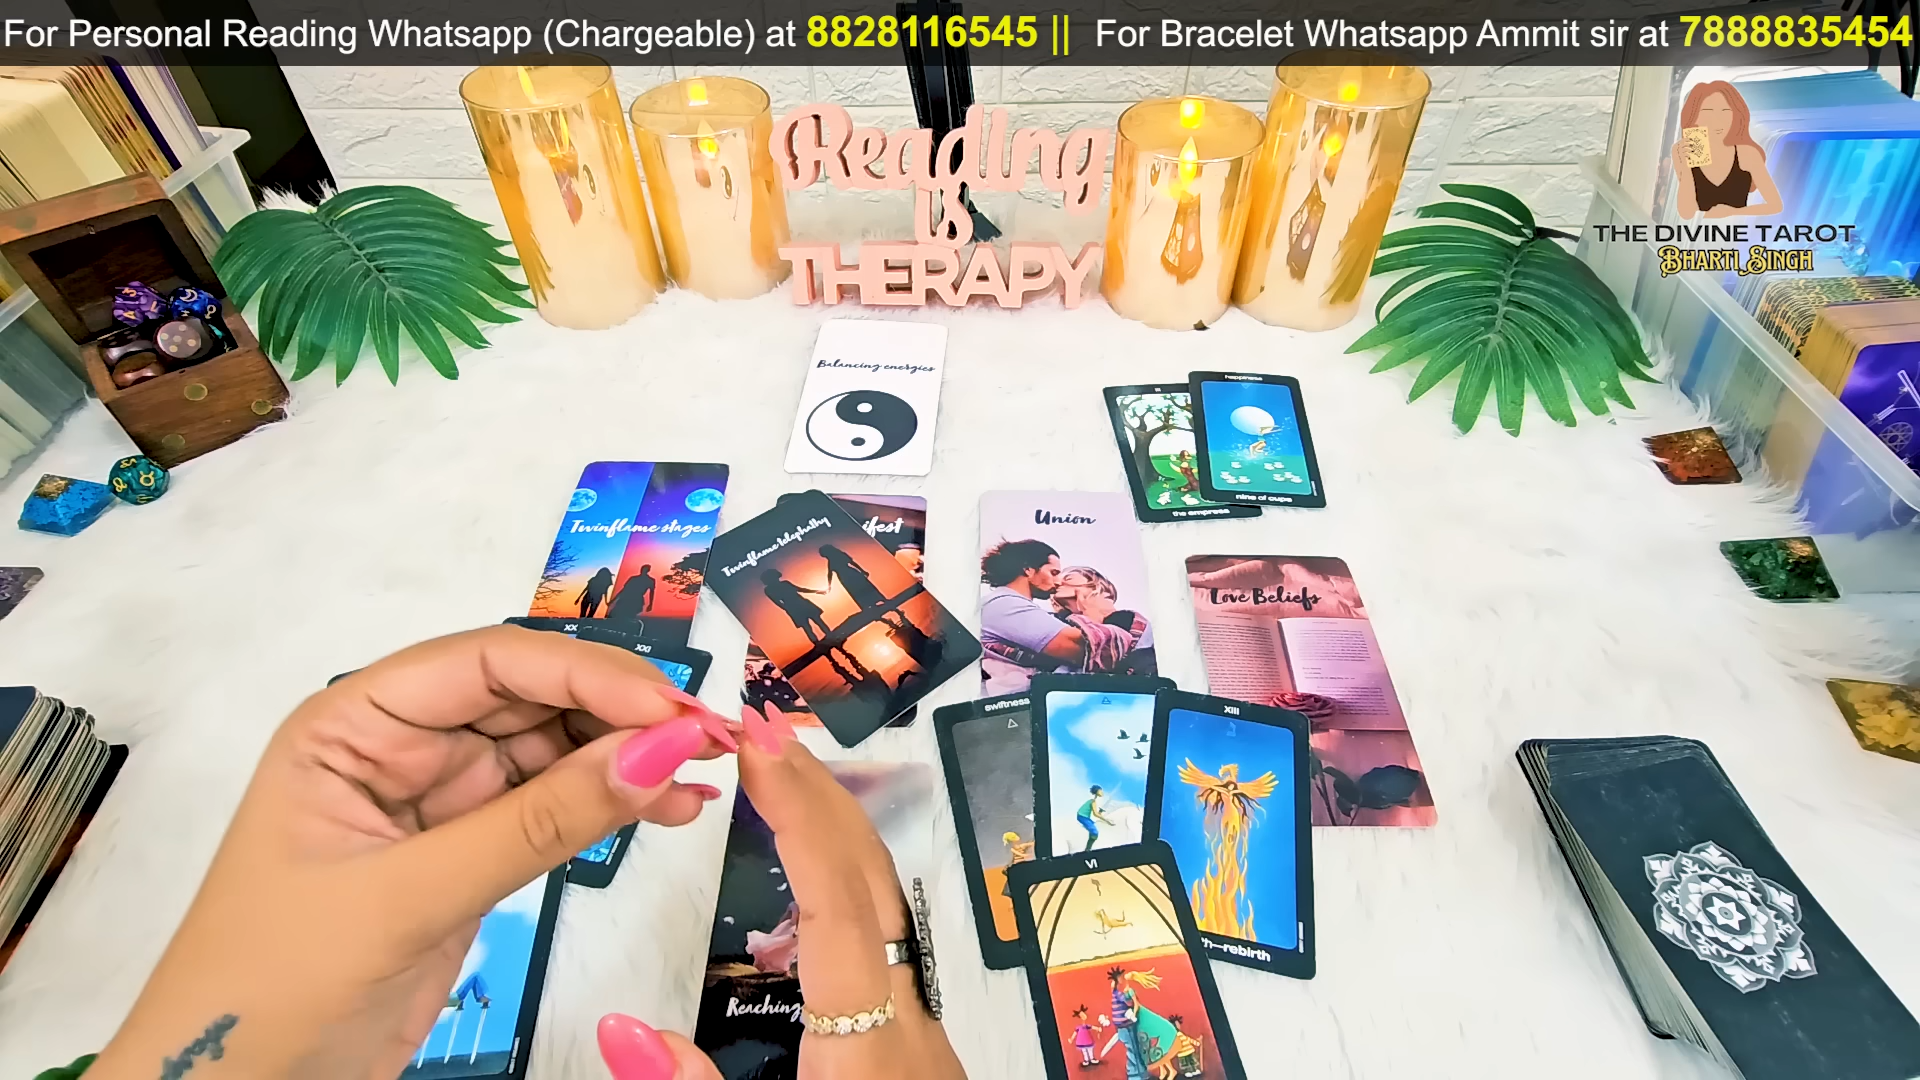 For Personal Reading Whatsapp (Chargeable) at 8828116545 || For Bracelet Whatsapp Ammit sir at 7888835454
Reading
is
THERAPY
THE DIVINE TAROT
BHARTI SINGH
Balancing energies
III
the empress
happiness
nine of cups
Twinflame stages
Twinflame telephathy
ifest
Union
Love Beliefs
XX
XXI
swiftness
XIII
h—rebirth
VI
Reaching